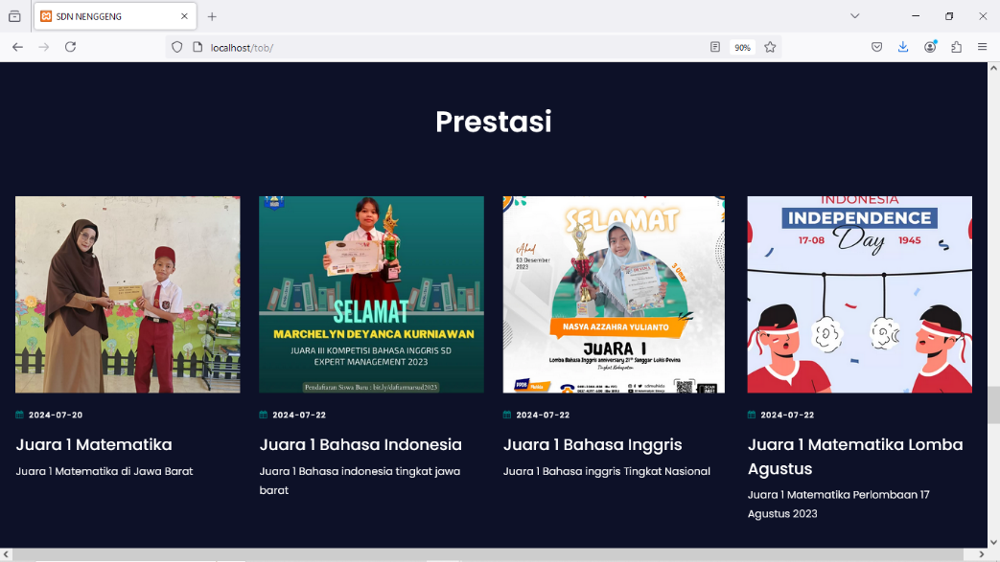 SDN NENGGENG
localhost/tob/
90%
Prestasi
SELAMAT
MARCHELYN DEYANCA KURNIAWAN
JUARA III KOMPETISI BAHASA INGGRIS SD
EXPERT MANAGEMENT 2023
Pendaftaran Siswa Baru : bit.ly/daftarmarsud2023
SELAMAT
Ahad
03 Desember
2023
NASYA AZZAHRA YULIANTO
JUARA 1
Lomba Bahasa Inggris anniversary 21st Sanggar Lukis Devina
Tingkat Kabupaten
INDONESIA
INDEPENDENCE
17-08 Day 1945
2024-07-20
Juara 1 Matematika
Juara 1 Matematika di Jawa Barat
2024-07-22
Juara 1 Bahasa Indonesia
Juara 1 Bahasa indonesia tingkat jawa
barat
2024-07-22
Juara 1 Bahasa Inggris
Juara 1 Bahasa inggris Tingkat Nasional
2024-07-22
Juara 1 Matematika Lomba
Agustus
Juara 1 Matematika Perlombaan 17
Agustus 2023